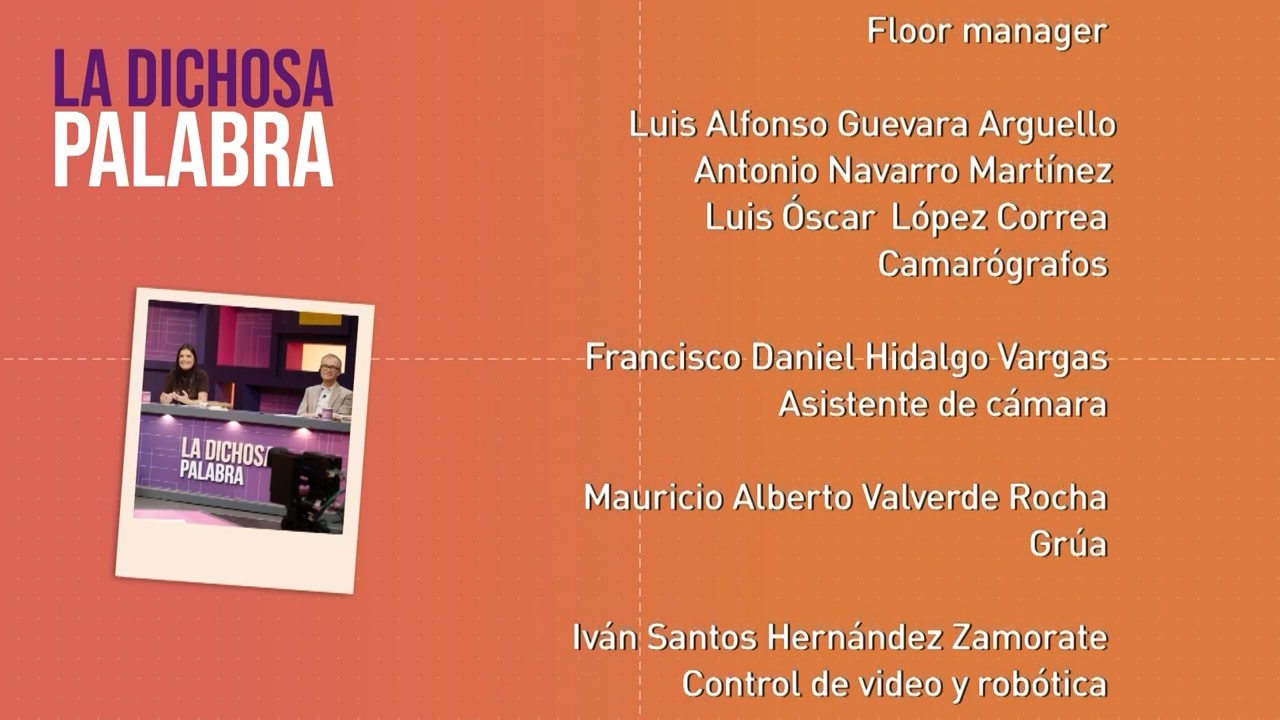 LA DICHOSA
PALABRA
Floor manager
Luis Alfonso Guevara Arguello
Antonio Navarro Martínez
Luis Óscar López Correa
Camarógrafos
Francisco Daniel Hidalgo Vargas
Asistente de cámara
Mauricio Alberto Valverde Rocha
Grúa
Iván Santos Hernández Zamorate
Control de video y robótica
LA DICHOSA
PALABRA